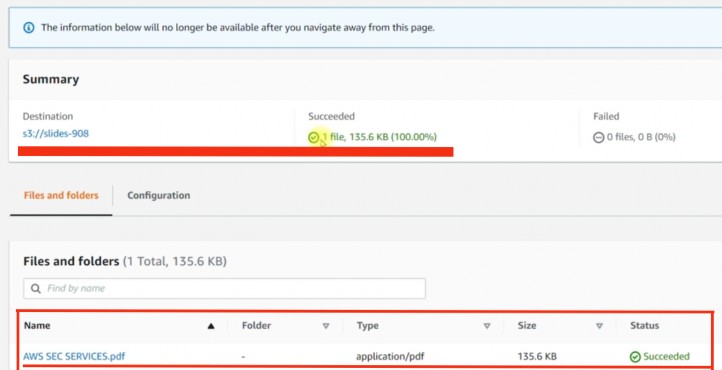 The information below will no longer be available after you navigate away from this page.
Summary
Destination Succeeded Failed
s3://slides-908 1 file, 135.6 KB (100.00%) 0 files, 0 B (0%)
Files and folders Configuration
Files and folders (1 Total, 135.6 KB)
Find by name
Name Folder Type Size Status
AWS SEC SERVICES.pdf - application/pdf 135.6 KB Succeeded